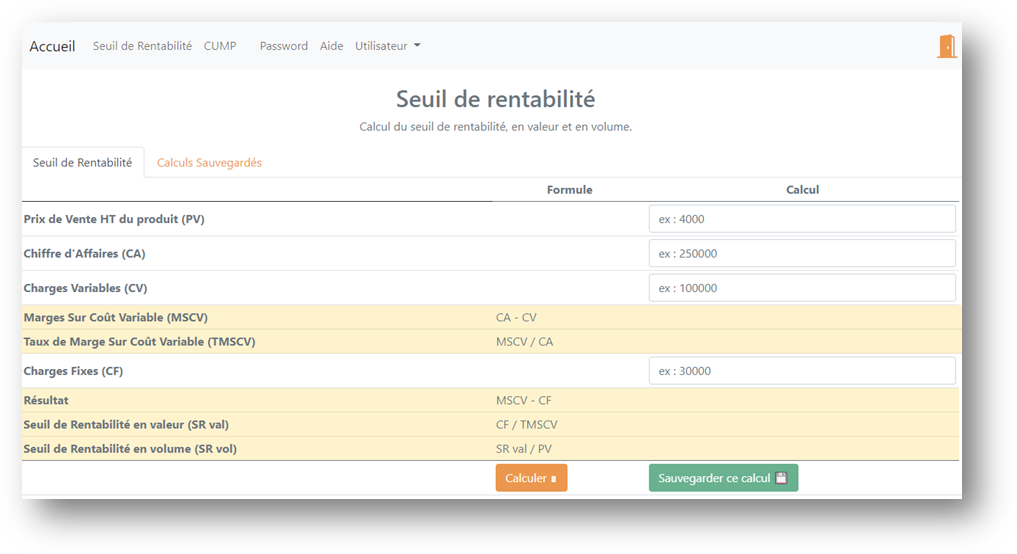 Accueil Seuil de Rentabilité CUMP Password Aide Utilisateur
Seuil de rentabilité
Calcul du seuil de rentabilité, en valeur et en volume.
Seuil de Rentabilité Calculs Sauvegardés
Formule Calcul
Prix de Vente HT du produit (PV) ex : 4000
Chiffre d'Affaires (CA) ex : 250000
Charges Variables (CV) ex : 100000
Marges Sur Coût Variable (MSCV) CA - CV
Taux de Marge Sur Coût Variable (TMSCV) MSCV / CA
Charges Fixes (CF) ex : 30000
Résultat MSCV - CF
Seuil de Rentabilité en valeur (SR val) CF / TMSCV
Seuil de Rentabilité en volume (SR vol) SR val / PV
Calculer Sauvegarder ce calcul